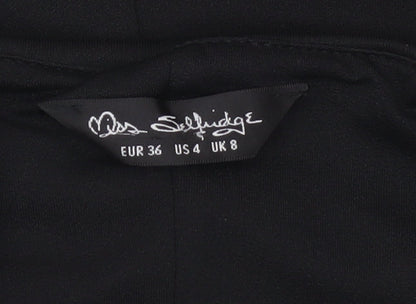 Miss Selfridge
EUR 36 US 4 UK 8